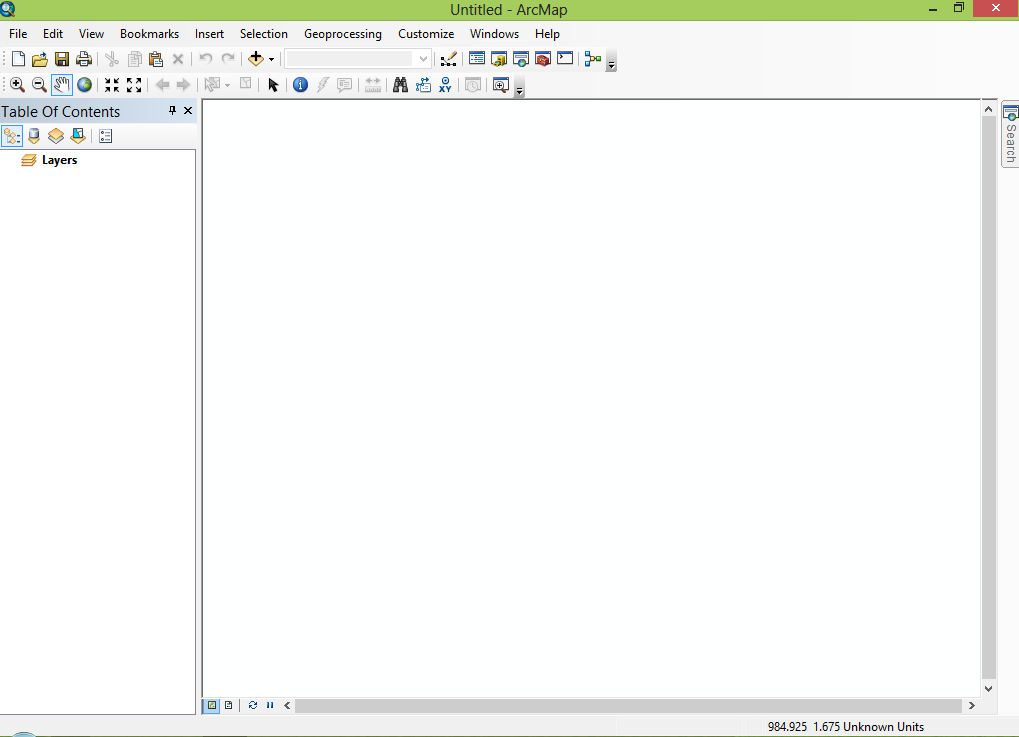 Untitled - ArcMap
File Edit View Bookmarks Insert Selection Geoprocessing Customize Windows Help
XY
Table Of Contents
Layers
Search
984.925 1.675 Unknown Units